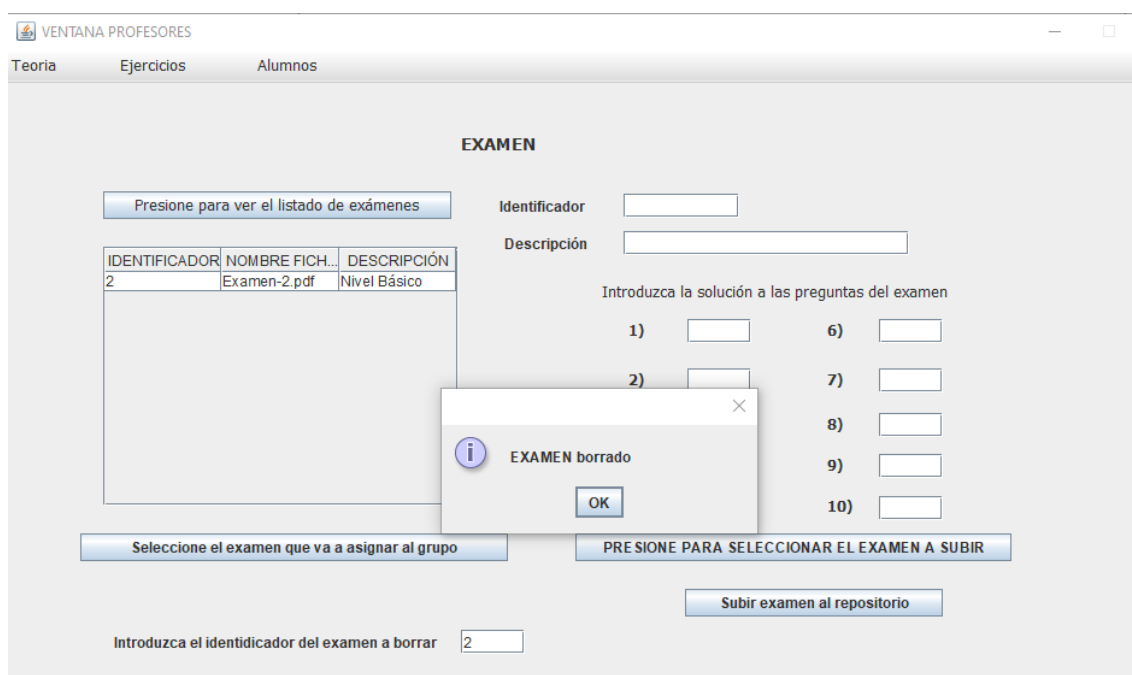 VENTANA PROFESORES
Teoria Ejercicios Alumnos
EXAMEN
Presione para ver el listado de exámenes
Identificador
Descripción
IDENTIFICADOR NOMBRE FICH... DESCRIPCIÓN
2 Examen-2.pdf Nivel Básico
Introduzca la solución a las preguntas del examen
1) 6)
2) 7)
8)
9)
10)
EXAMEN borrado
OK
Seleccione el examen que va a asignar al grupo
PRESIONE PARA SELECCIONAR EL EXAMEN A SUBIR
Subir examen al repositorio
Introduzca el identidicador del examen a borrar 2